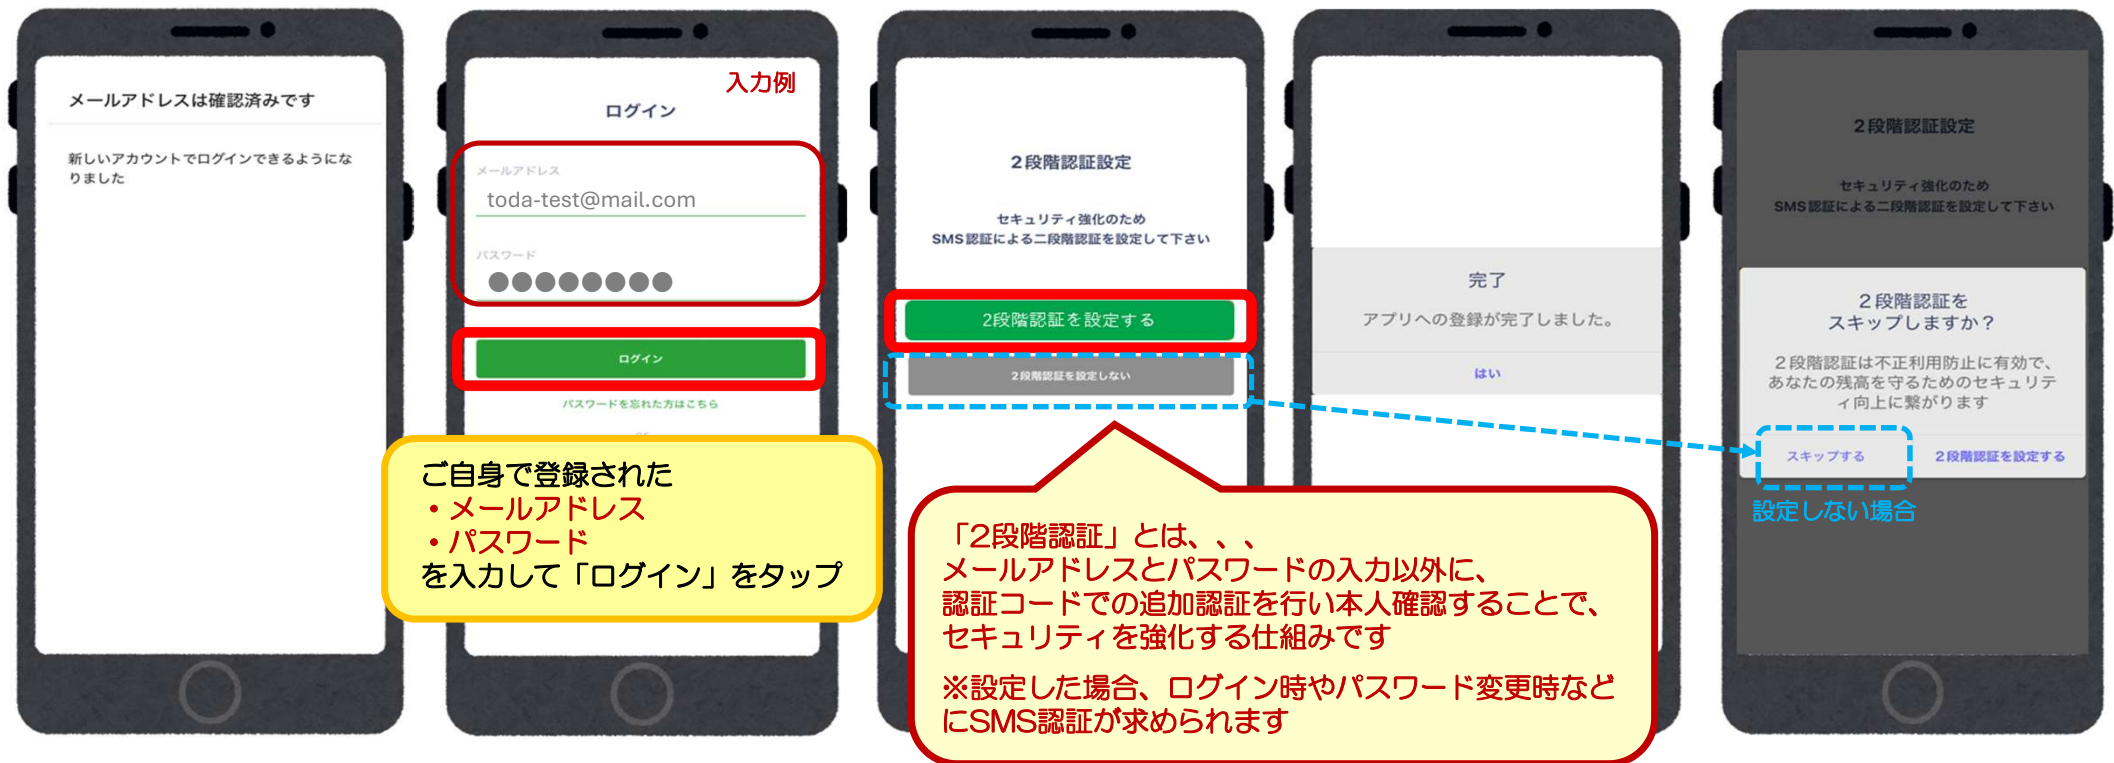 メールアドレスは確認済みです
新しいアカウントでログインできるようにな
りました
入力例
ログイン
メールアドレス
toda-test@mail.com
パスワード
●●●●●●●●
ログイン
パスワードを忘れた方はこちら
ご自身で登録された
・メールアドレス
・パスワード
を入力して「ログイン」をタップ
2段階認証設定
セキュリティ強化のため
SMS認証による二段階認証を設定して下さい
2段階認証を設定する
2段階認証を設定しない
「2段階認証」とは、、、
メールアドレスとパスワードの入力以外に、
認証コードでの追加認証を行い本人確認することで、
セキュリティを強化する仕組みです
※設定した場合、ログイン時やパスワード変更時など
にSMS認証が求められます
完了
アプリへの登録が完了しました。
はい
2段階認証設定
セキュリティ強化のため
SMS認証による二段階認証を設定して下さい
2段階認証を
スキップしますか？
2段階認証は不正利用防止に有効で、
あなたの残高を守るためのセキュリテ
ィ向上に繋がります
スキップする
2段階認証を設定する
設定しない場合